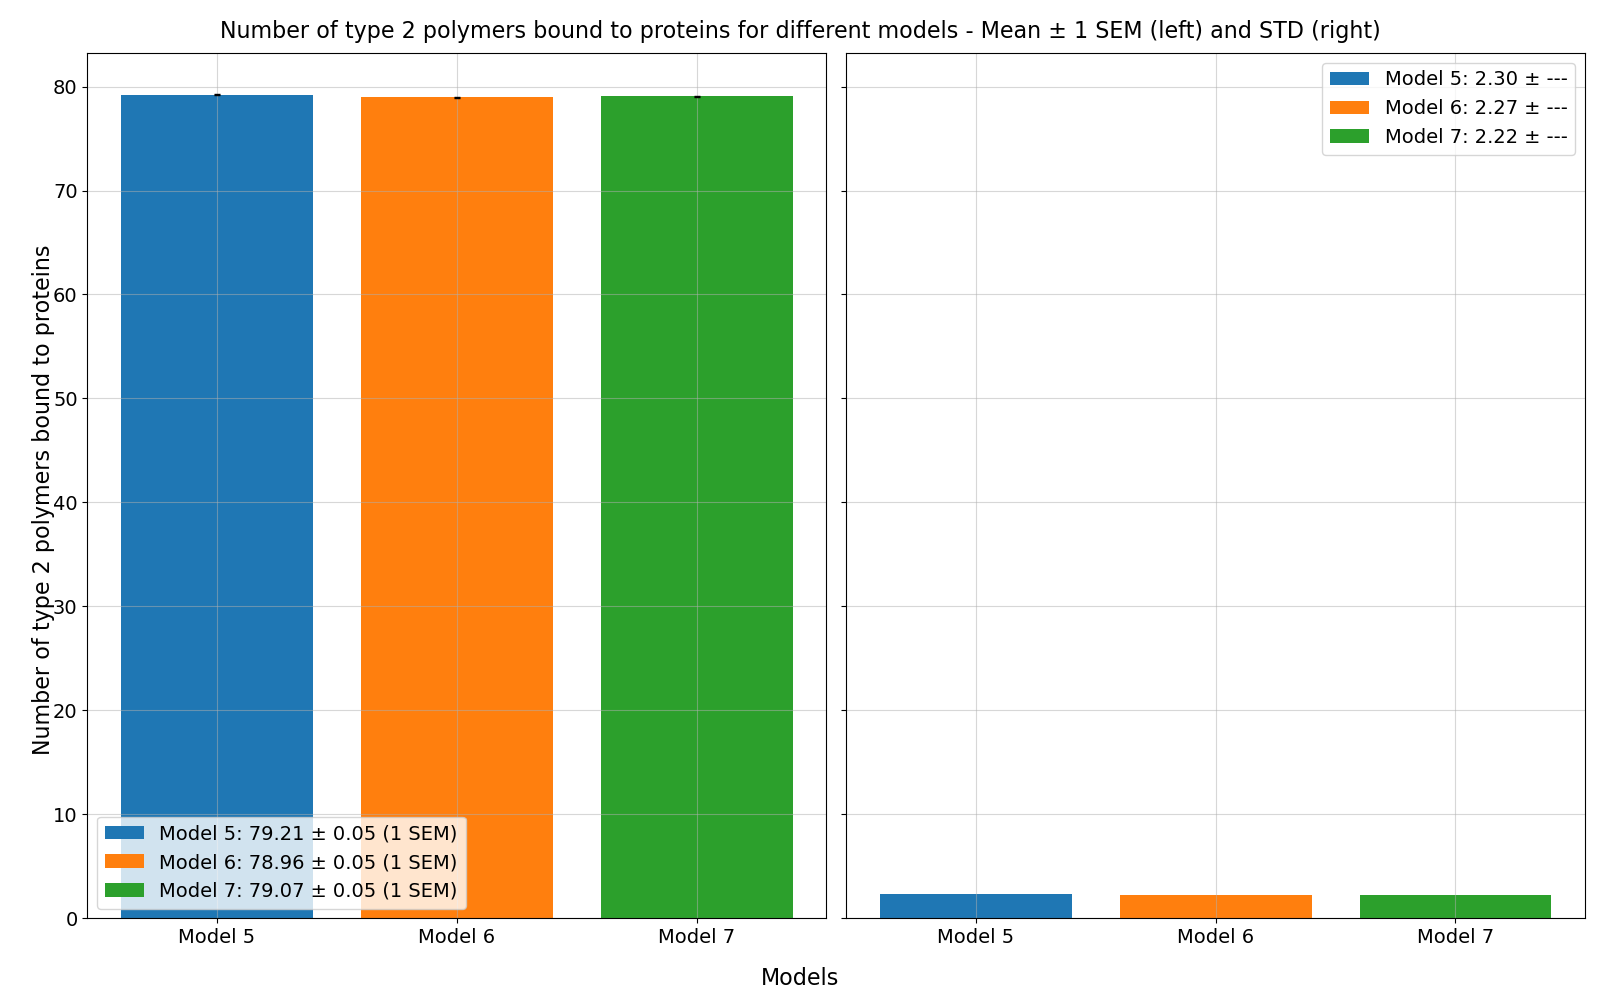 Number of type 2 polymers bound to proteins for different models - Mean ± 1 SEM (left) and STD (right)
Number of type 2 polymers bound to proteins
80
70
60
50
40
30
20
10
0
Model 5: 79.21 ± 0.05 (1 SEM)
Model 6: 78.96 ± 0.05 (1 SEM)
Model 7: 79.07 ± 0.05 (1 SEM)
Model 5 Model 6 Model 7
Model 5: 2.30 ± ---
Model 6: 2.27 ± ---
Model 7: 2.22 ± ---
Model 5 Model 6 Model 7
Models